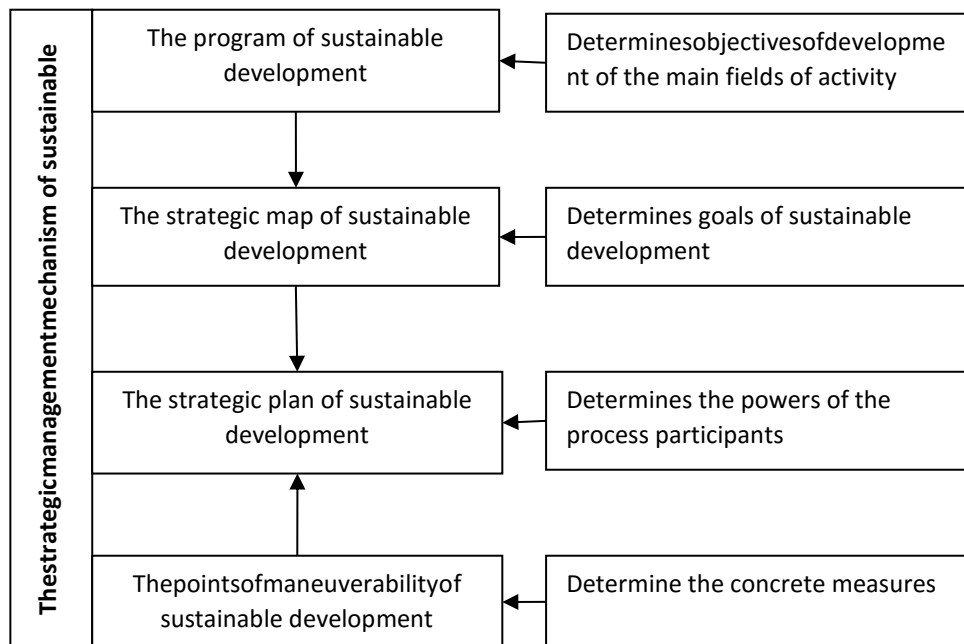 Thestrategicmanagementmechanism of sustainable
The program of sustainable
development
Determinesobjectivesofdevelopme
nt of the main fields of activity
The strategic map of sustainable
development
Determines goals of sustainable
development
The strategic plan of sustainable
development
Determines the powers of the
process participants
Thepointsofmaneuverabilityof
sustainable development
Determine the concrete measures